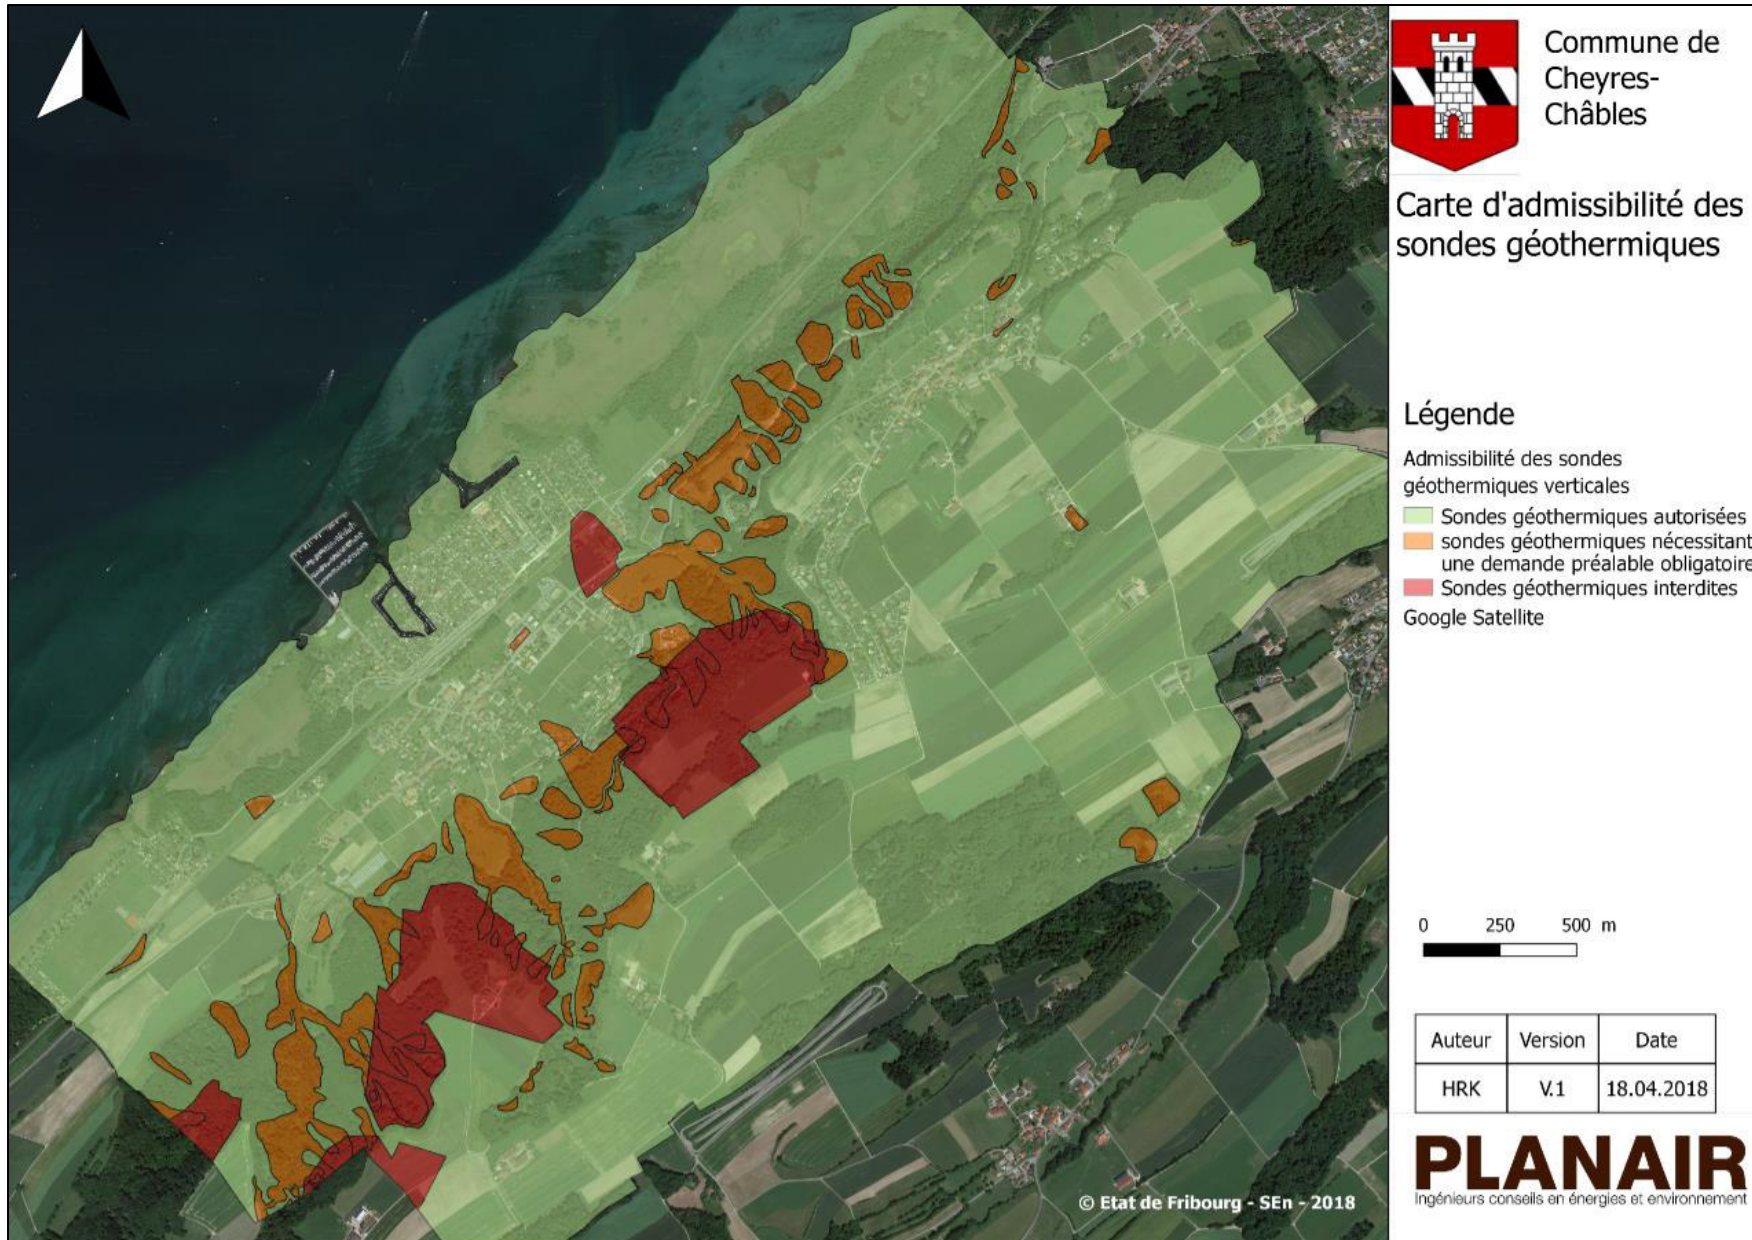 Commune de
Cheyres-
Châbles
Carte d'admissibilité des
sondes géothermiques
Légende
Admissibilité des sondes
géothermiques verticales
Sondes géothermiques autorisées
sondes géothermiques nécessitant
une demande préalable obligatoire
Sondes géothermiques interdites
Google Satellite
0 250 500 m
Auteur Version Date
HRK V.1 18.04.2018
PLANAIR
Ingénieurs conseils en énergies et environnement
© Etat de Fribourg - SEn - 2018